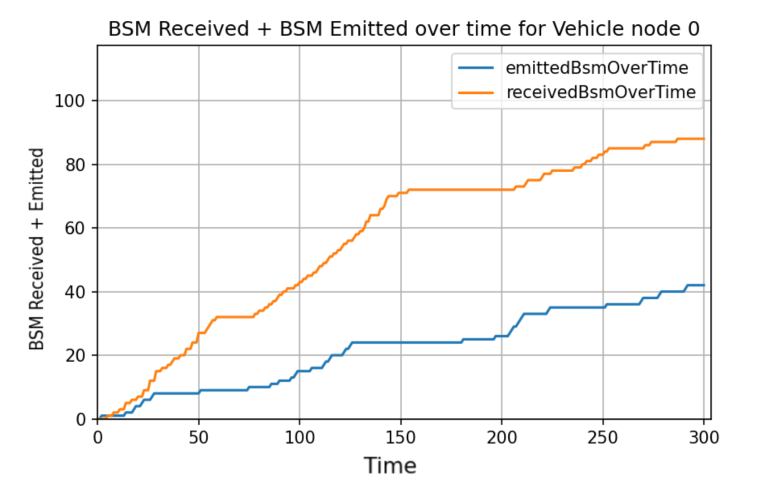 BSM Received + BSM Emitted over time for Vehicle node 0
emittedBsmOverTime
receivedBsmOverTime
BSM Received + Emitted
100
80
60
40
20
0
0 50 100 150 200 250 300
Time